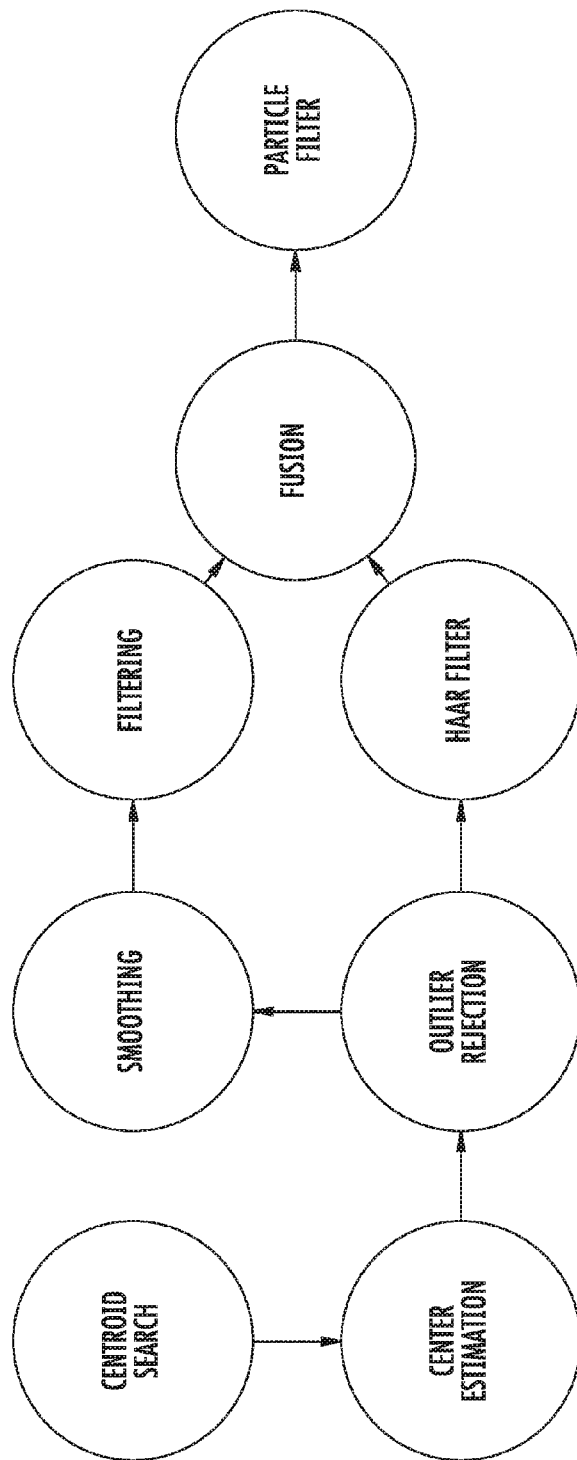 CENTROID
SEARCH
CENTER
ESTIMATION
OUTLIER
REJECTION
SMOOTHING
FILTERING
HAAR FILTER
FUSION
PARTICLE
FILTER